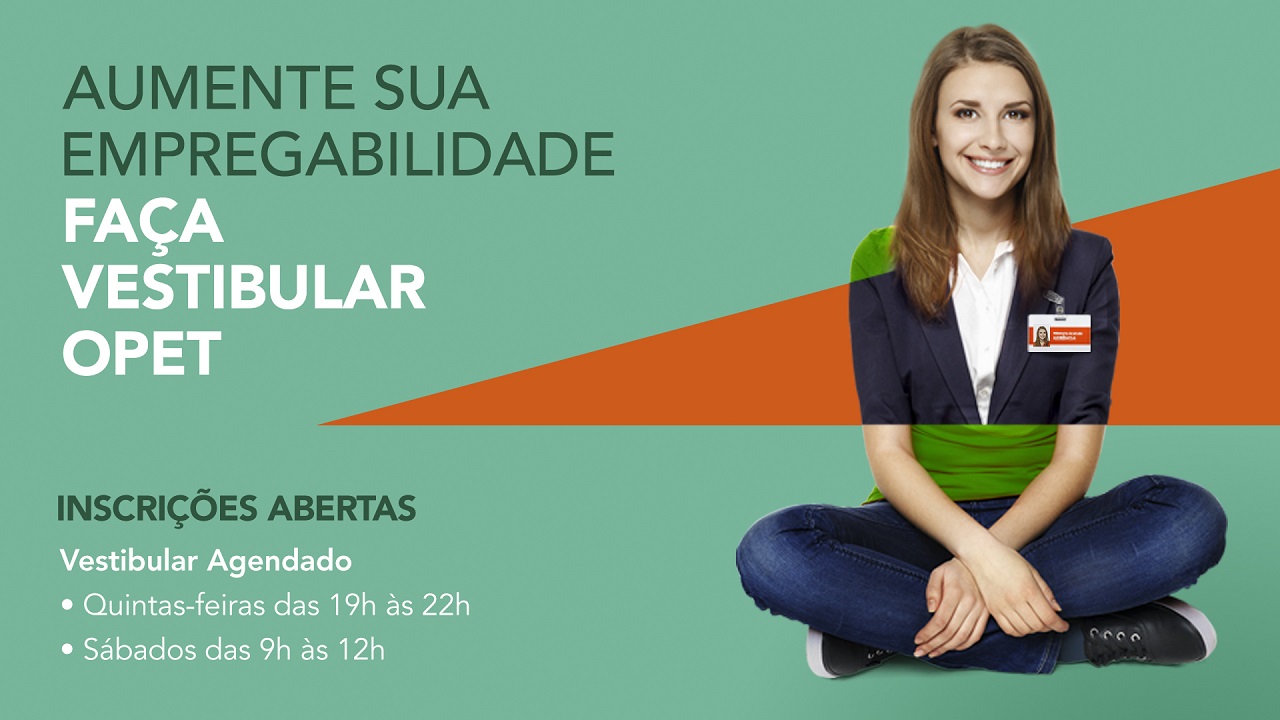 AUMENTE SUA
EMPREGABILIDADE
FAÇA
VESTIBULAR
OPET
INSCRIÇÕES ABERTAS
Vestibular Agendado
• Quintas-feiras das 19h às 22h
• Sábados das 9h às 12h